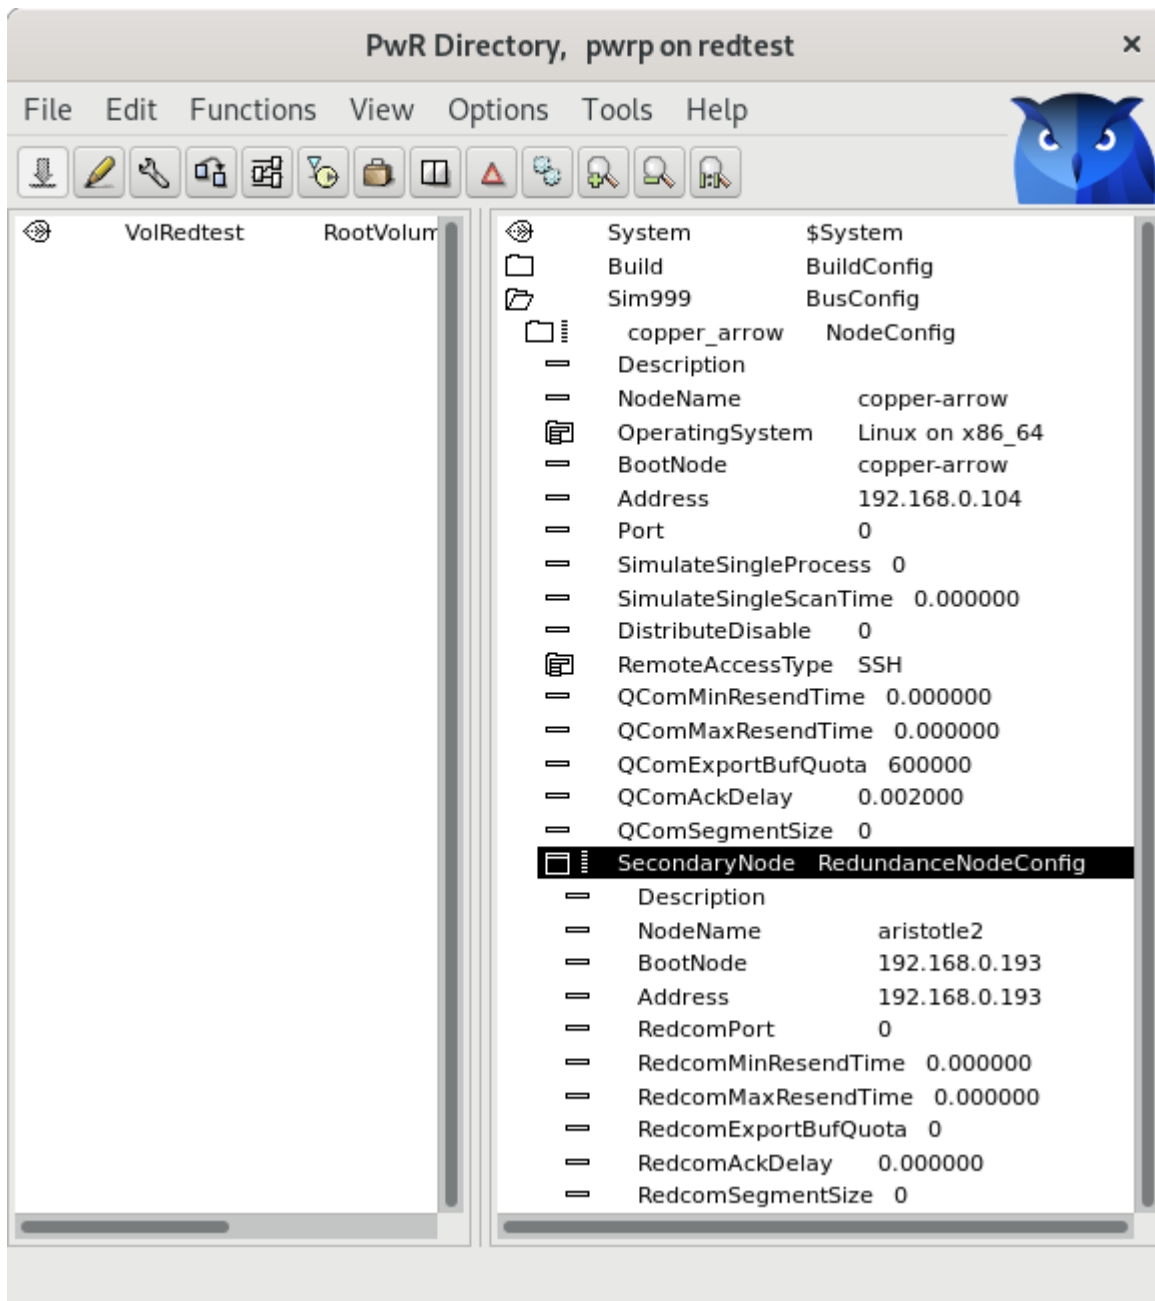 PwR Directory, pwrp on redtest
File Edit Functions View Options Tools Help
VolRedtest RootVolum
System $System
Build BuildConfig
Sim999 BusConfig
copper_arrow NodeConfig
Description
NodeName copper-arrow
OperatingSystem Linux on x86_64
BootNode copper-arrow
Address 192.168.0.104
Port 0
SimulateSingleProcess 0
SimulateSingleScanTime 0.000000
DistributeDisable 0
RemoteAccessType SSH
QComMinResendTime 0.000000
QComMaxResendTime 0.000000
QComExportBufQuota 600000
QComAckDelay 0.002000
QComSegmentSize 0
SecondaryNode RedundanceNodeConfig
Description
NodeName aristotle2
BootNode 192.168.0.193
Address 192.168.0.193
RedcomPort 0
RedcomMinResendTime 0.000000
RedcomMaxResendTime 0.000000
RedcomExportBufQuota 0
RedcomAckDelay 0.000000
RedcomSegmentSize 0